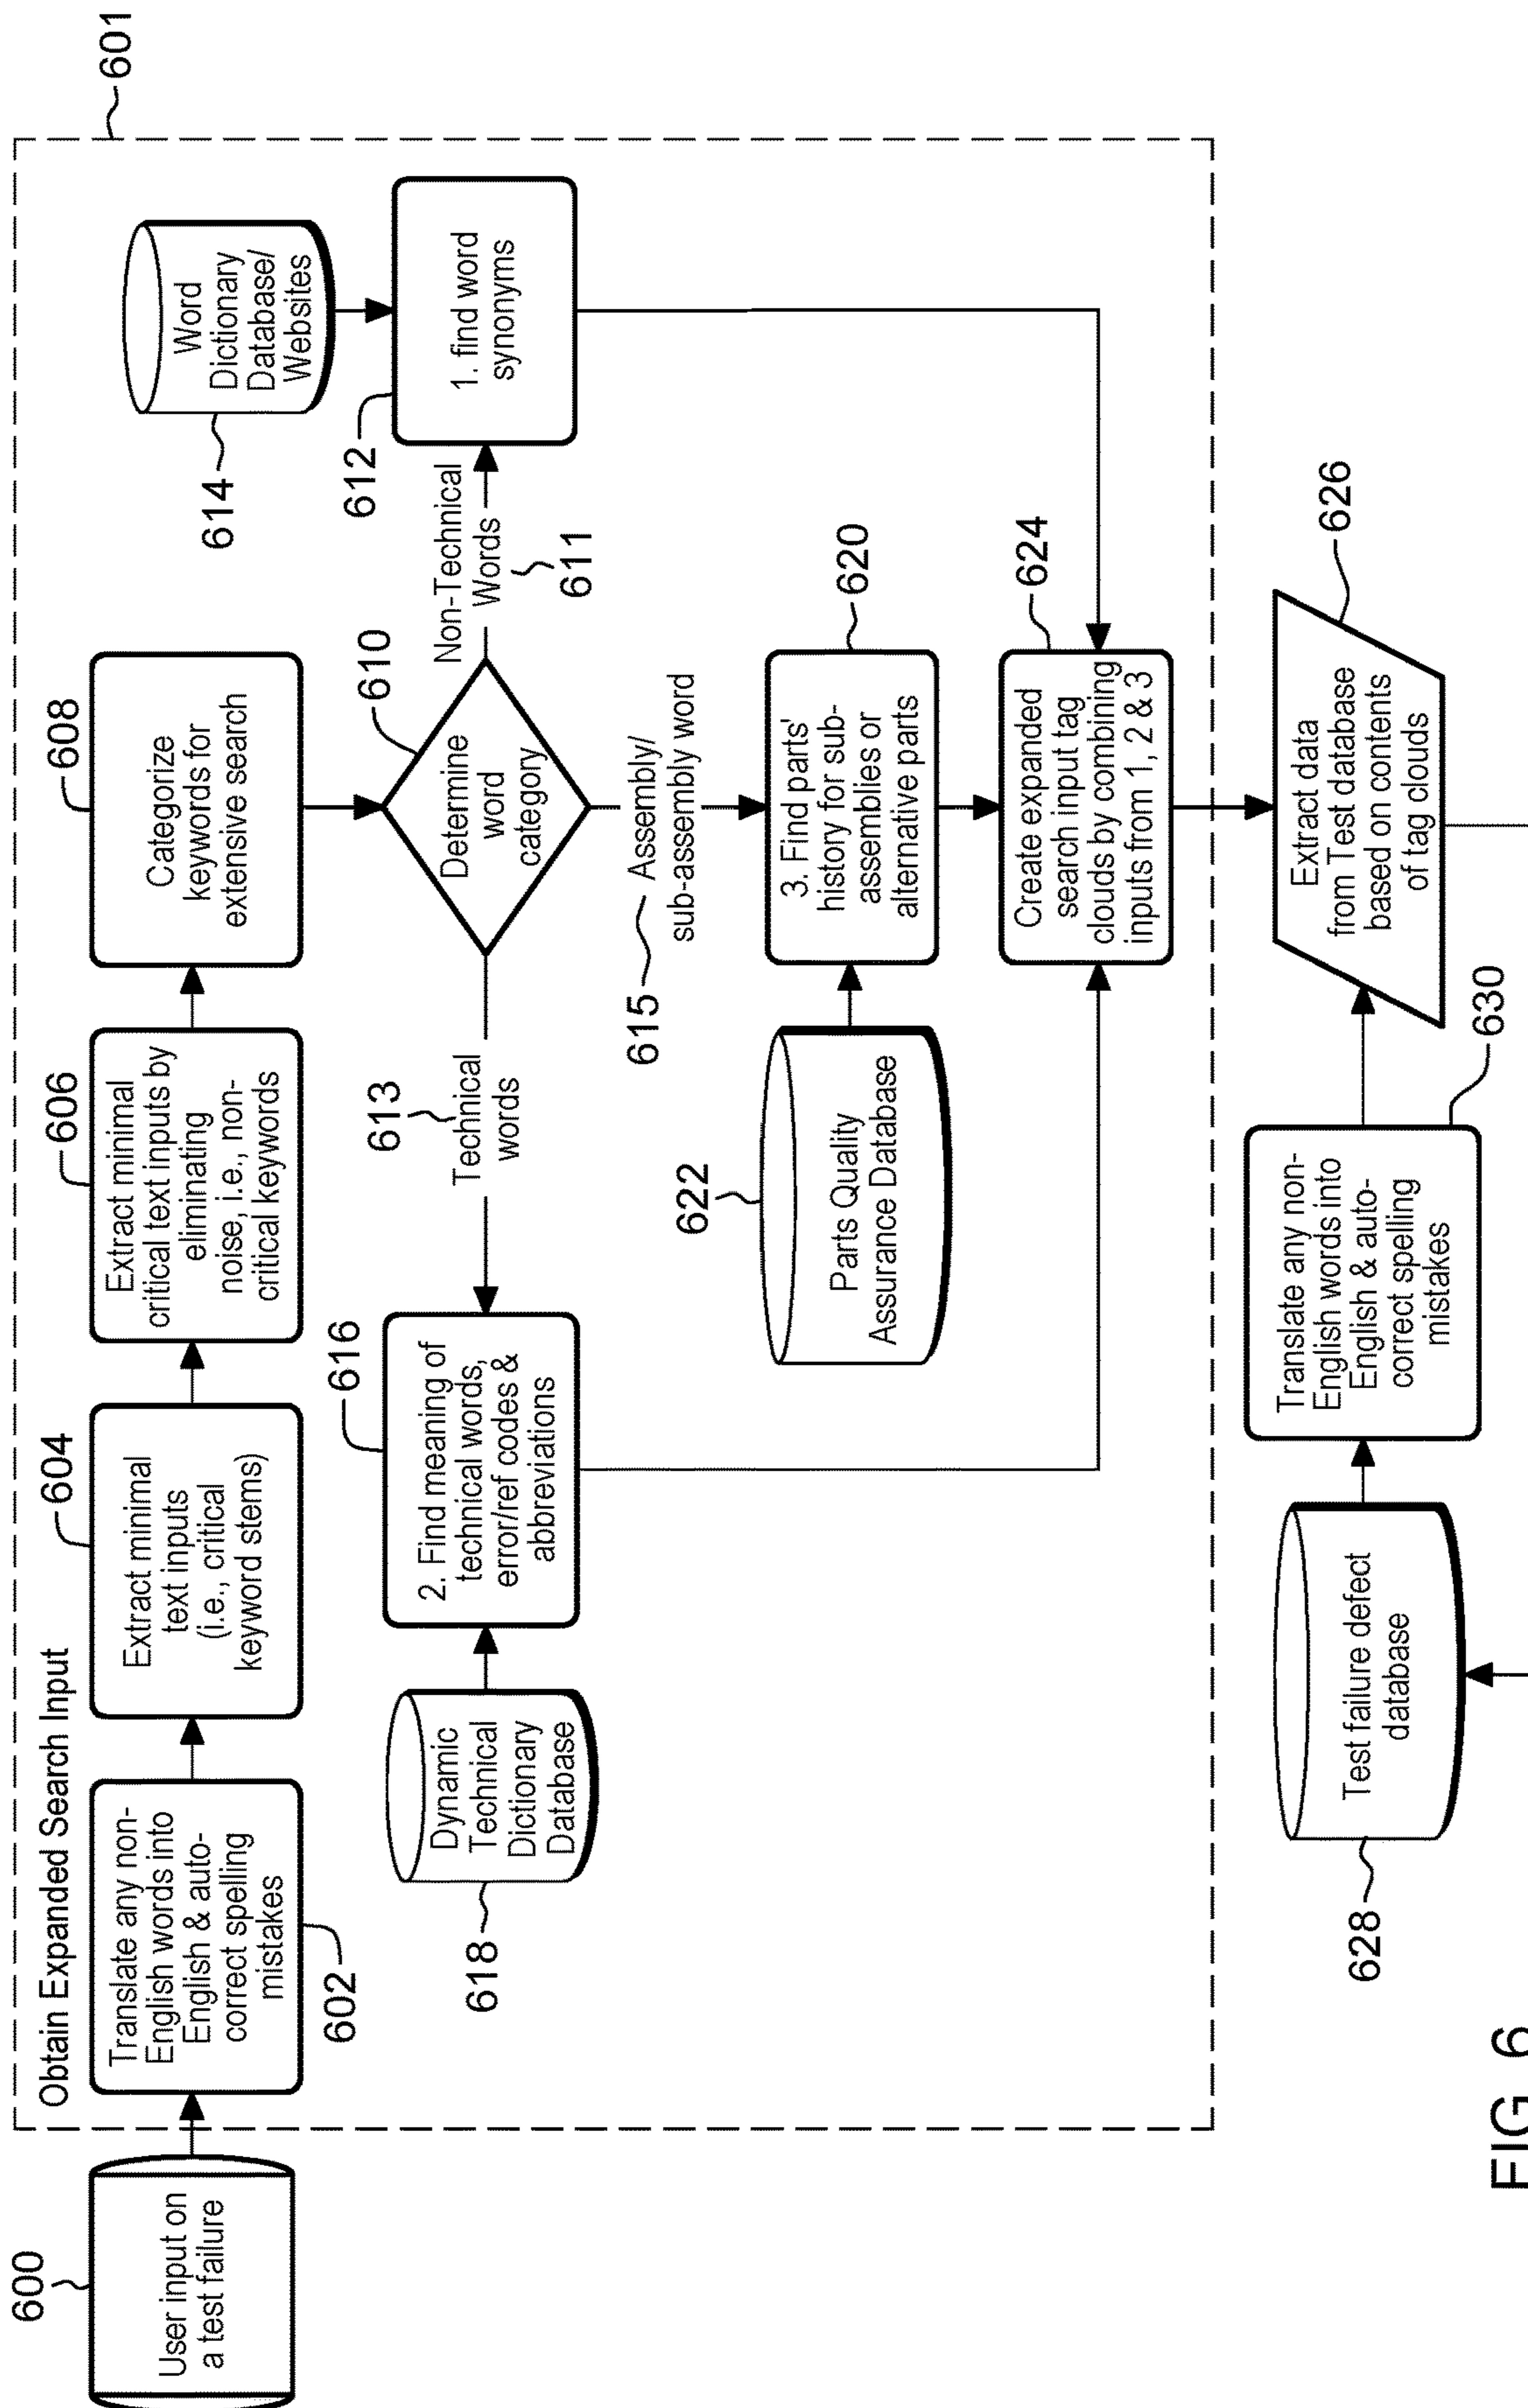 601
Obtain Expanded Search Input
600
User input on
a test failure
Translate any non-
English words into
English & auto-
correct spelling
mistakes
602
604
Extract minimal
text inputs
(i.e., critical
keyword stems)
606
Extract minimal
critical text inputs by
eliminating
noise, i.e., non-
critical keywords
608
Categorize
keywords for
extensive search
610
Determine
word
category
Non-Technical
Words
611
612
1. find word
synonyms
614
Word
Dictionary
Database/
Websites
613
Technical
words
616
2. Find meaning of
technical words,
error/ref codes &
abbreviations
618
Dynamic
Technical
Dictionary
Database
615
Assembly/
sub-assembly word
620
3. Find parts'
history for sub-
assemblies or
alternative parts
622
Parts Quality
Assurance Database
624
Create expanded
search input tag
clouds by combining
inputs from 1, 2 & 3
626
Extract data
from Test database
based on contents
of tag clouds
628
Test failure defect
database
Translate any non-
English words into
English & auto-
correct spelling
mistakes
630
FIG. 6